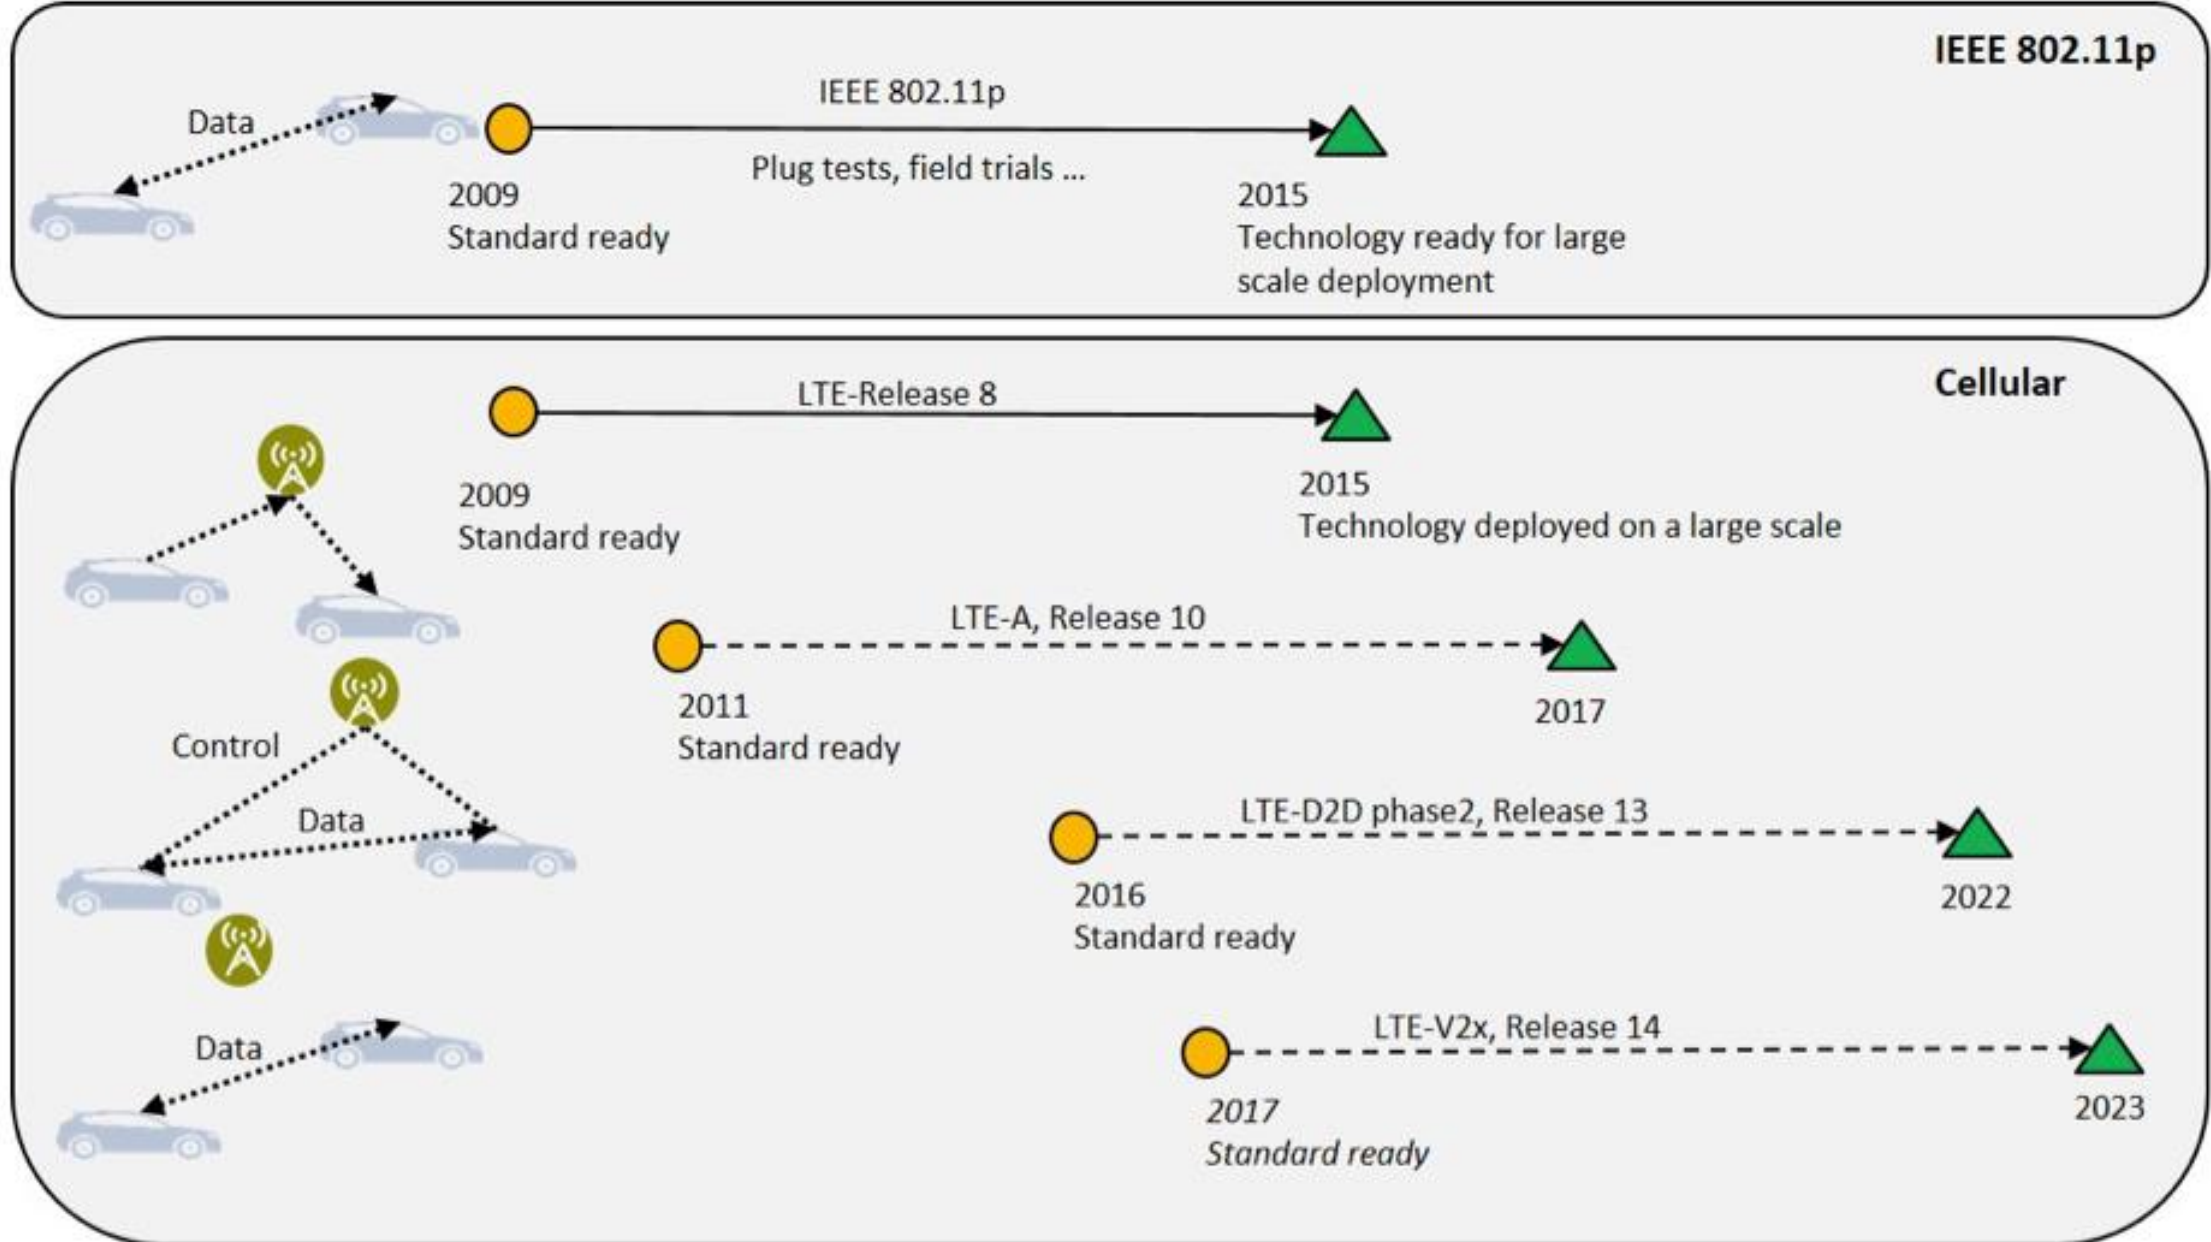 IEEE 802.11p
Data
IEEE 802.11p
Plug tests, field trials ...
2009
Standard ready
2015
Technology ready for large
scale deployment
Cellular
LTE-Release 8
2009
Standard ready
2015
Technology deployed on a large scale
LTE-A, Release 10
2011
Standard ready
2017
Control
Data
LTE-D2D phase2, Release 13
2016
Standard ready
2022
Data
LTE-V2x, Release 14
2017
Standard ready
2023